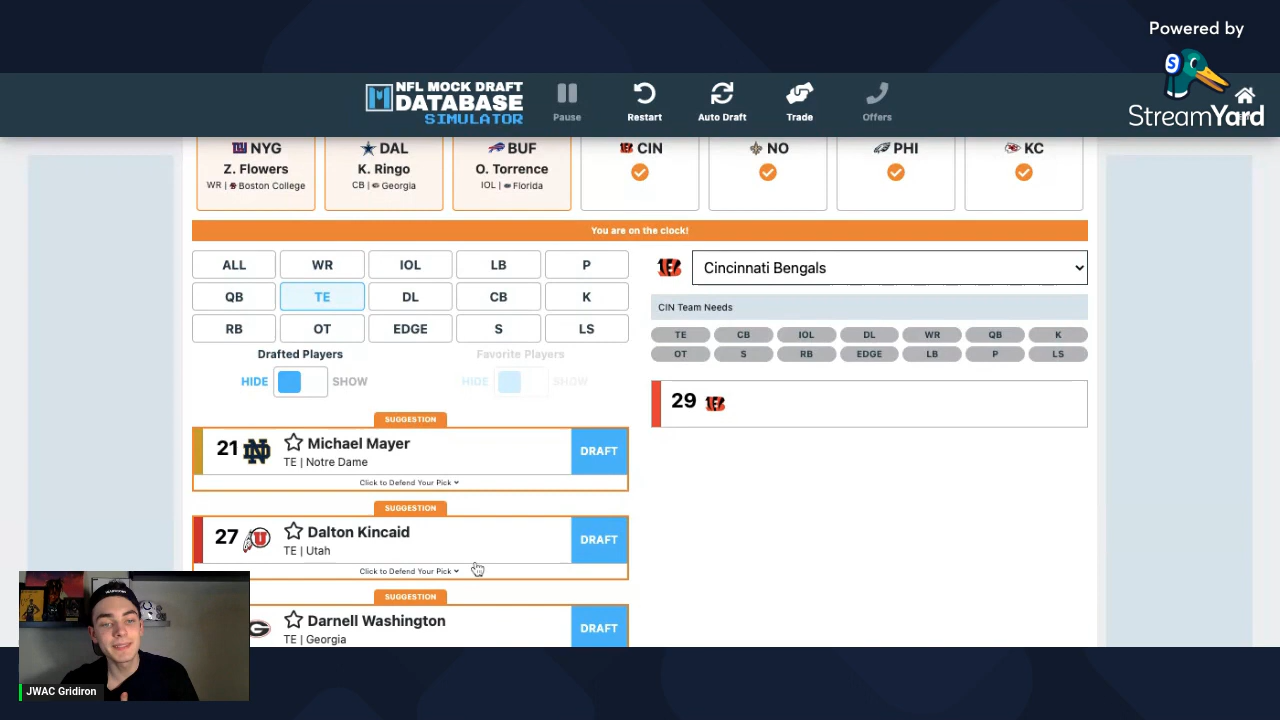 Powered by
StreamYard
NFL MOCK DRAFT
DATABASE
SIMULATOR
Pause
Restart
Auto Draft
Trade
Offers
NYG
Z. Flowers
WR | Boston College
DAL
K. Ringo
CB | Georgia
BUF
O. Torrence
IOL | Florida
CIN
NO
PHI
KC
You are on the clock!
ALL WR IOL LB P
QB TE DL CB K
RB OT EDGE S LS
Drafted Players
HIDE SHOW
Favorite Players
HIDE SHOW
Cincinnati Bengals
CIN Team Needs
TE CB IOL DL WR QB K
OT S RB EDGE LB P LS
29
SUGGESTION
21 Michael Mayer
TE | Notre Dame
DRAFT
Click to Defend Your Pick
SUGGESTION
27 Dalton Kincaid
TE | Utah
DRAFT
Click to Defend Your Pick
SUGGESTION
Darnell Washington
TE | Georgia
DRAFT
JWAC Gridiron